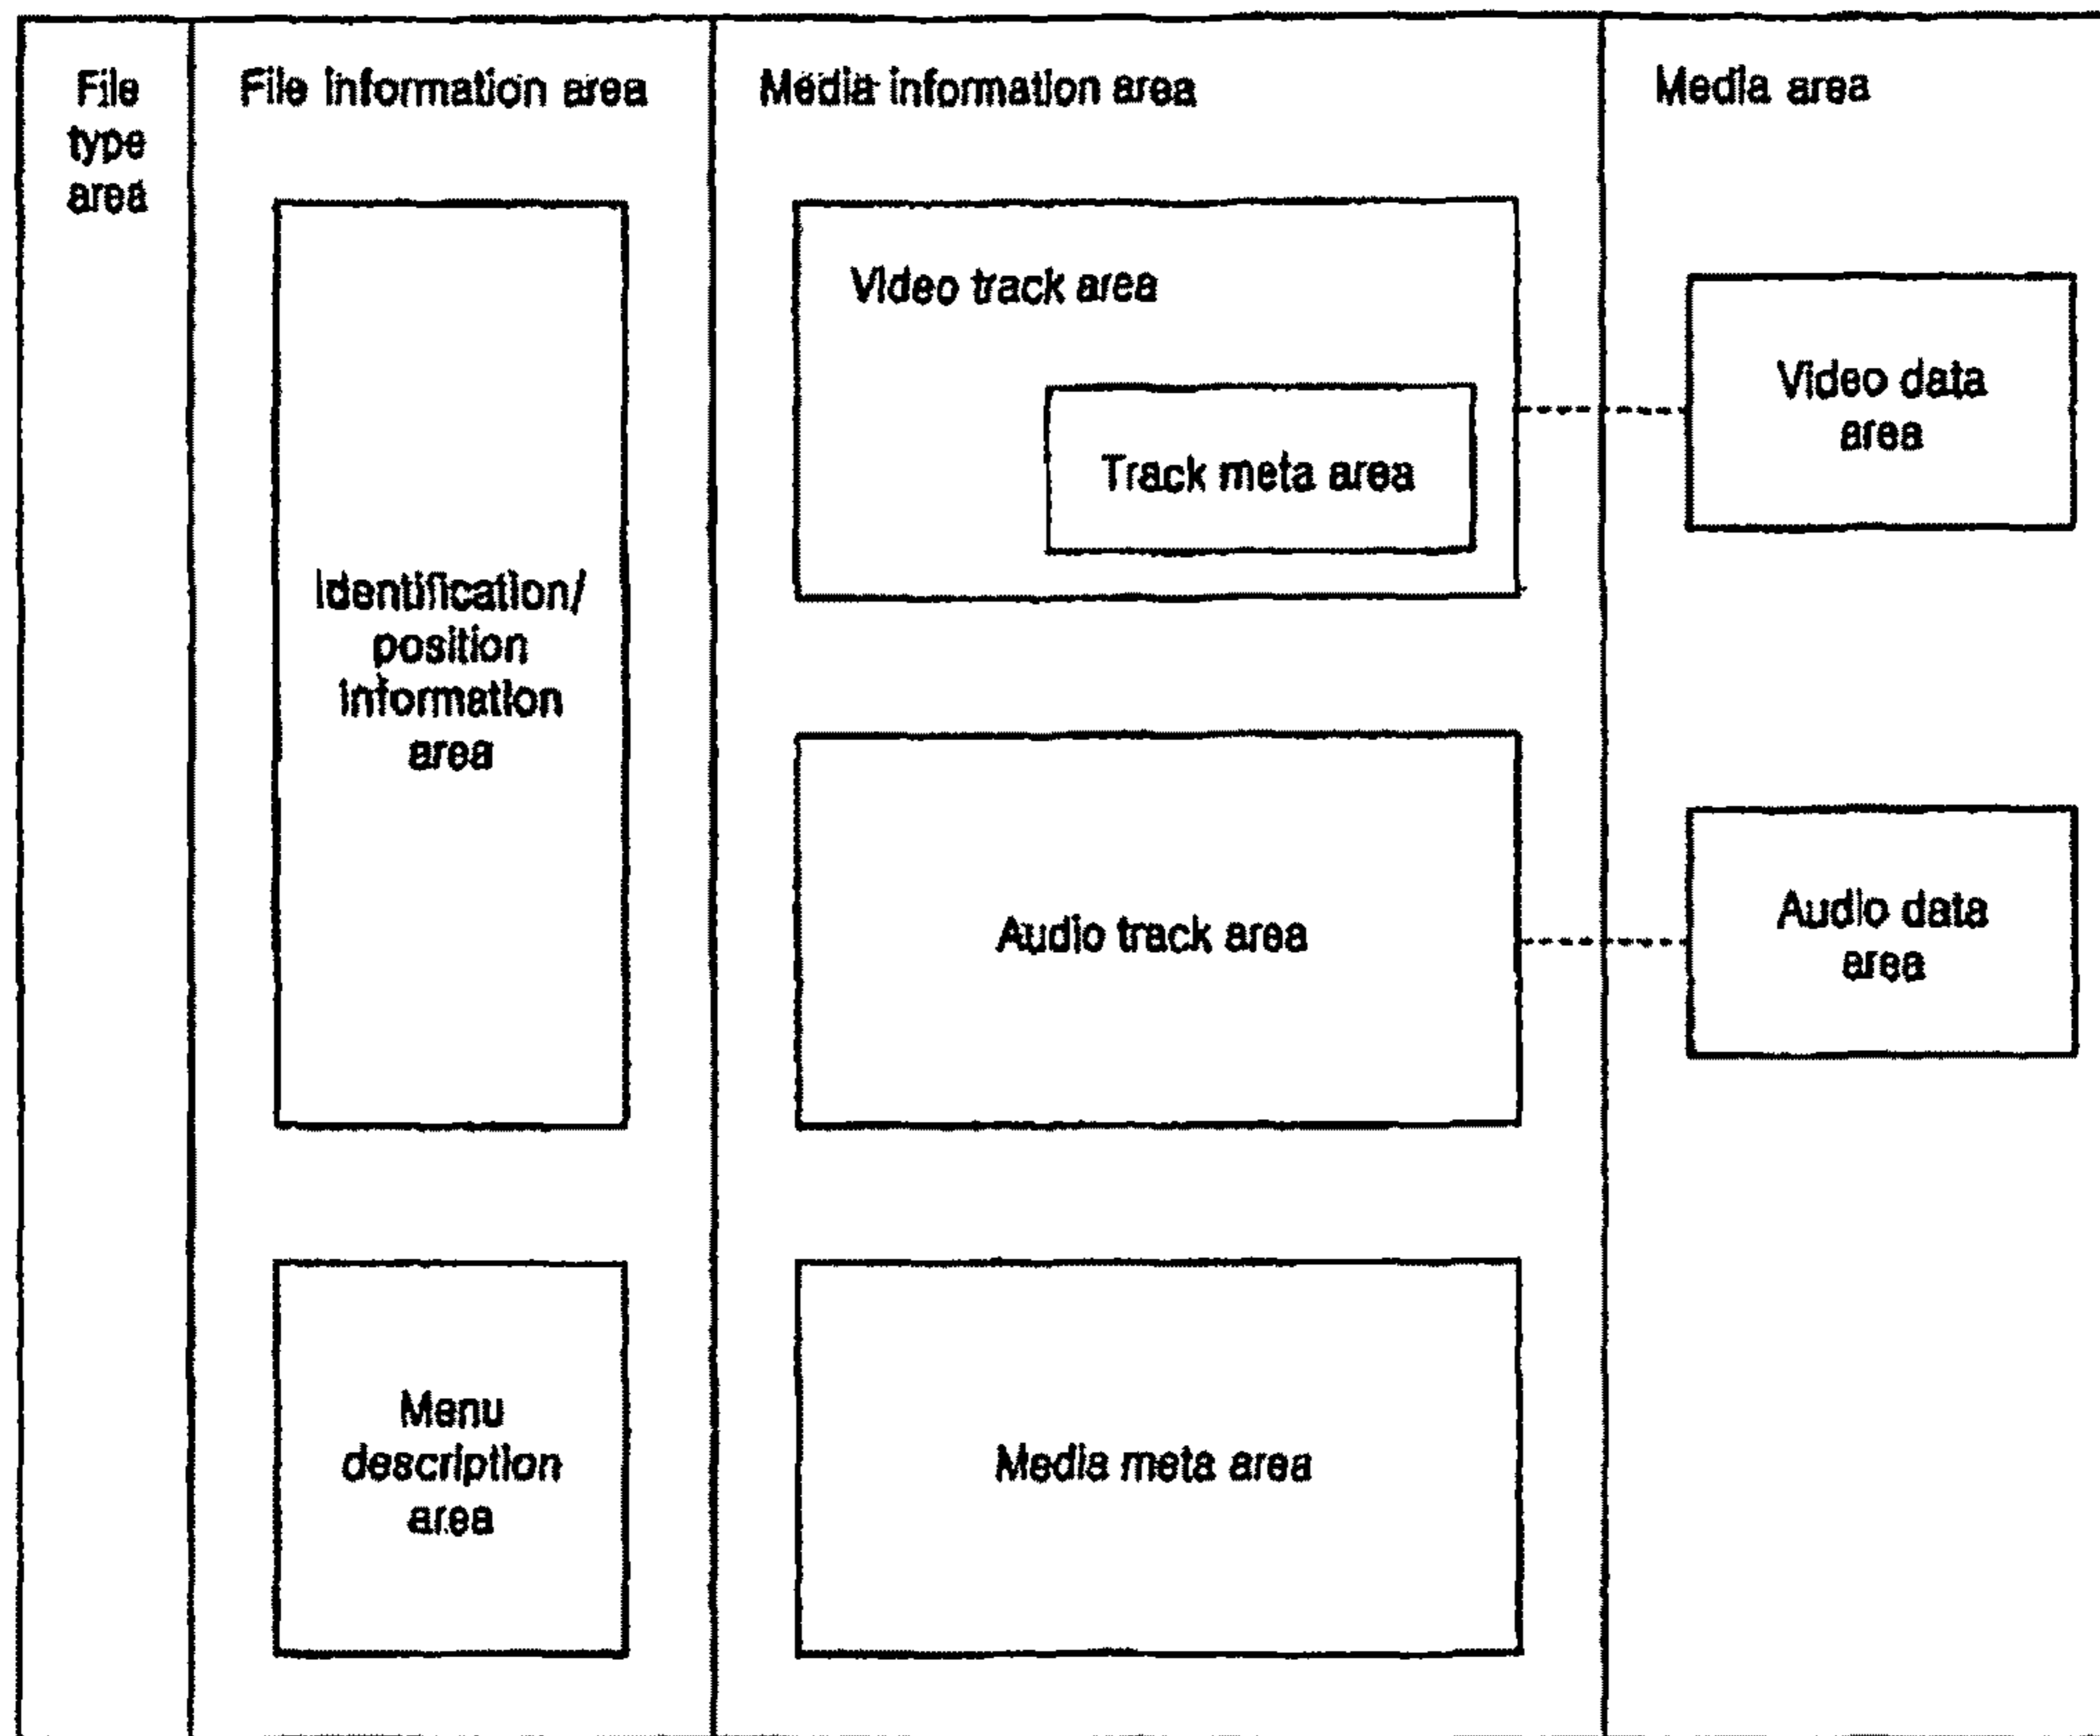 File
type
area
File information area
Identification/
position
information
area
Menu
description
area
Media information area
Video track area
Track meta area
Audio track area
Media meta area
Media area
Video data
area
Audio data
area